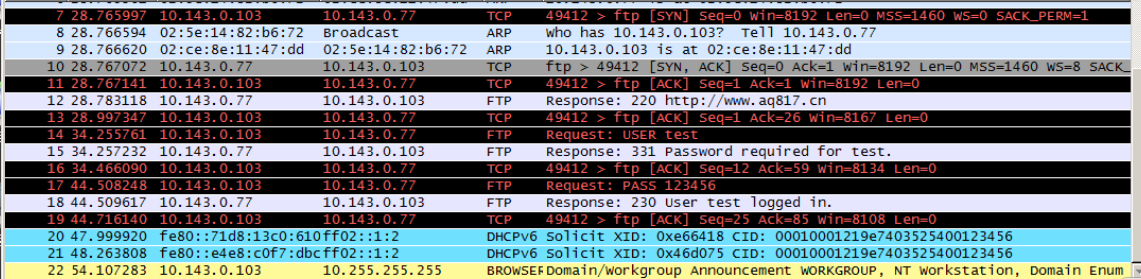 7 28.765997 10.143.0.103 10.143.0.77 TCP 49412 > ftp [SYN] Seq=0 Win=8192 Len=0 MSS=1460 WS=0 SACK_PERM=1
8 28.766594 02:5e:14:82:b6:72 Broadcast ARP Who has 10.143.0.103? Tell 10.143.0.77
9 28.766620 02:ce:8e:11:47:dd 02:5e:14:82:b6:72 ARP 10.143.0.103 is at 02:ce:8e:11:47:dd
10 28.767072 10.143.0.77 10.143.0.103 TCP ftp > 49412 [SYN, ACK] Seq=0 Ack=1 Win=8192 Len=0 MSS=1460 WS=8 SACK_
11 28.767141 10.143.0.103 10.143.0.77 TCP 49412 > ftp [ACK] Seq=1 Ack=1 Win=8192 Len=0
12 28.783118 10.143.0.77 10.143.0.103 FTP Response: 220 http://www.aq817.cn
13 28.997347 10.143.0.103 10.143.0.77 TCP 49412 > ftp [ACK] Seq=1 Ack=26 Win=8167 Len=0
14 34.255761 10.143.0.103 10.143.0.77 FTP Request: USER test
15 34.257232 10.143.0.77 10.143.0.103 FTP Response: 331 Password required for test.
16 34.466090 10.143.0.103 10.143.0.77 TCP 49412 > ftp [ACK] Seq=12 Ack=59 Win=8134 Len=0
17 44.508248 10.143.0.103 10.143.0.77 FTP Request: PASS 123456
18 44.509617 10.143.0.77 10.143.0.103 FTP Response: 230 User test logged in.
19 44.716140 10.143.0.103 10.143.0.77 TCP 49412 > ftp [ACK] Seq=25 Ack=85 Win=8108 Len=0
20 47.999920 fe80::71d8:13c0:610 ff02::1:2 DHCPv6 Solicit XID: 0xe66418 CID: 00010001219e7403525400123456
21 48.263808 fe80::e4e8:c0f7:dbc ff02::1:2 DHCPv6 Solicit XID: 0x46d075 CID: 00010001219e7403525400123456
22 54.107283 10.143.0.103 10.255.255.255 BROWSER Domain/Workgroup Announcement WORKGROUP, NT Workstation, Domain Enum